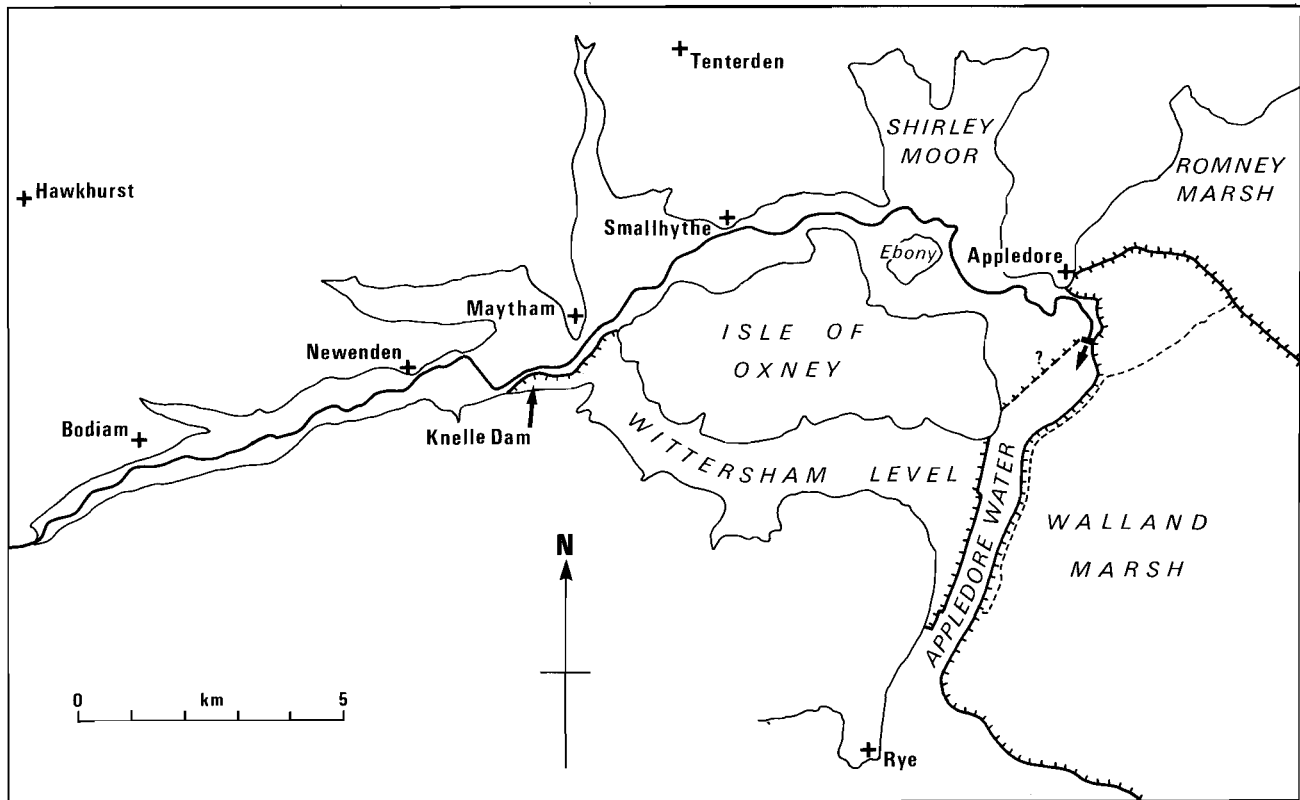 Tenterden
SHIRLEY
MOOR
ROMNEY
MARSH
Hawkhurst
Smallhythe
Ebony
Appledore
Maytham
ISLE OF
OXNEY
?
Newenden
Bodiam
Knelle Dam
WITTERSHAM LEVEL
APPLEDORE WATER
WALLAND
MARSH
N
0 km 5
Rye